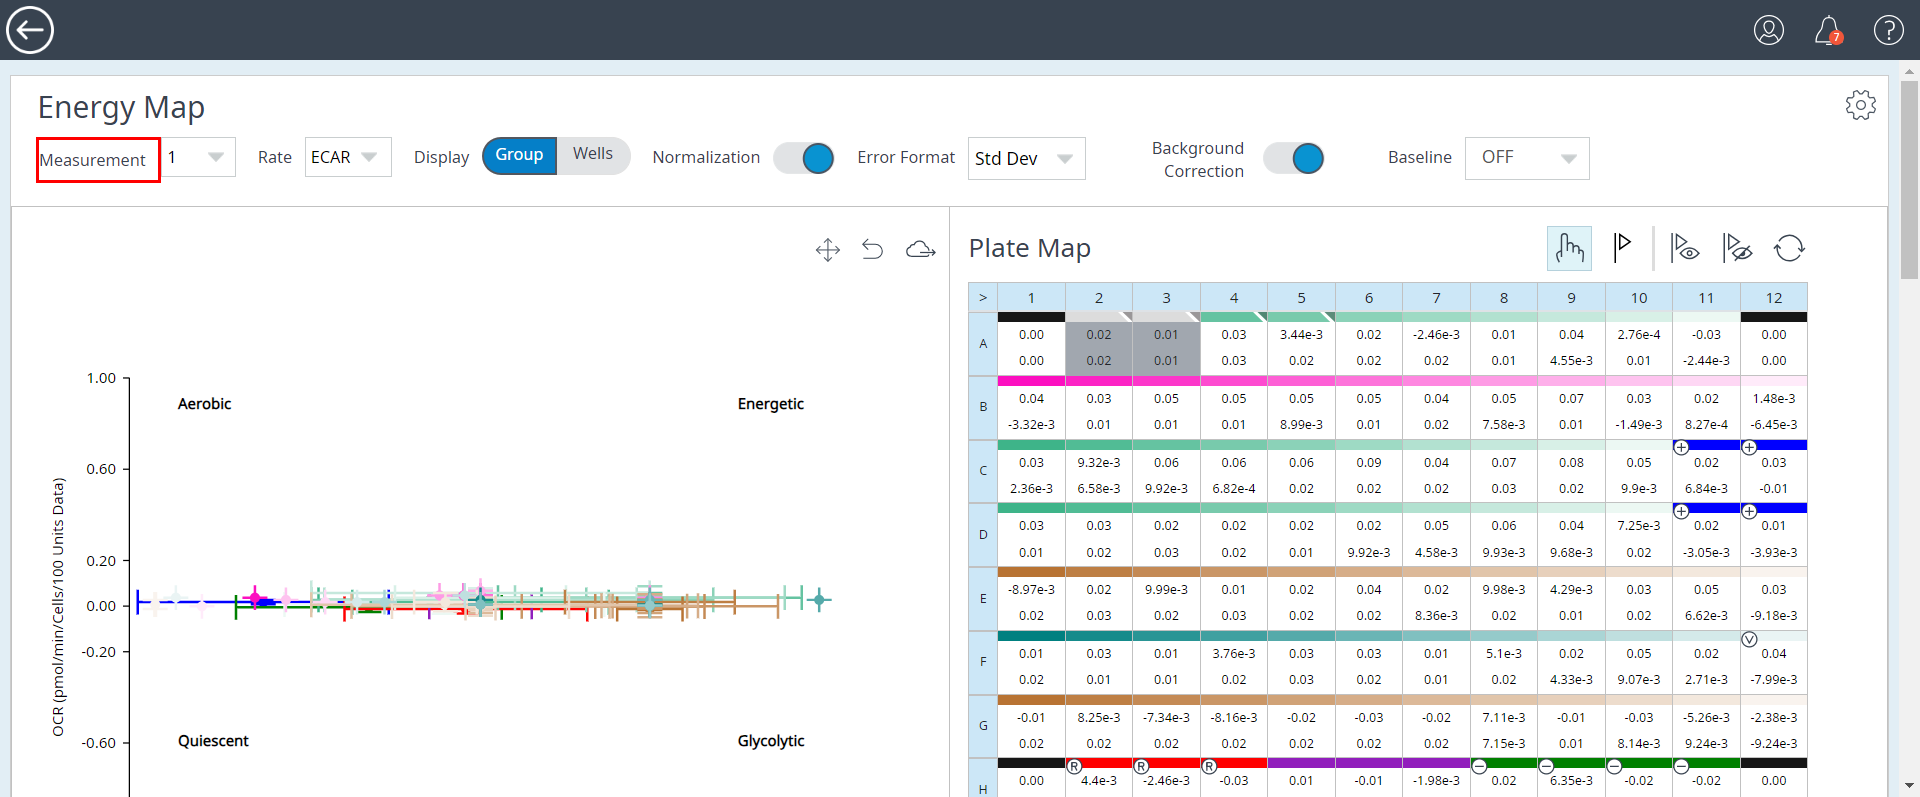 7
Energy Map
Measurement 1 Rate ECAR Display Group Wells Normalization Error Format Std Dev Background Correction Baseline OFF
Plate Map
> 1 2 3 4 5 6 7 8 9 10 11 12
A
0.00 0.02 0.01 0.03 3.44e-3 0.02 -2.46e-3 0.01 0.04 2.76e-4 -0.03 0.00
0.00 0.02 0.01 0.03 0.02 0.02 0.02 0.01 4.55e-3 0.01 -2.44e-3 0.00
B
0.04 0.03 0.05 0.05 0.05 0.05 0.04 0.05 0.07 0.03 0.02 1.48e-3
-3.32e-3 0.01 0.01 0.01 8.99e-3 0.01 0.02 7.58e-3 0.01 -1.49e-3 8.27e-4 -6.45e-3
C
0.03 9.32e-3 0.06 0.06 0.06 0.09 0.04 0.07 0.08 0.05 0.02 0.03
2.36e-3 6.58e-3 9.92e-3 6.82e-4 0.02 0.02 0.02 0.03 0.02 9.9e-3 6.84e-3 -0.01
D
0.03 0.03 0.02 0.02 0.02 0.02 0.05 0.06 0.04 7.25e-3 0.02 0.01
0.01 0.02 0.03 0.02 0.01 9.92e-3 4.58e-3 9.93e-3 9.68e-3 0.02 -3.05e-3 -3.93e-3
E
-8.97e-3 0.02 9.99e-3 0.01 0.02 0.04 0.02 9.98e-3 4.29e-3 0.03 0.05 0.03
0.02 0.03 0.02 0.03 0.02 0.02 8.36e-3 0.02 0.01 0.02 6.62e-3 -9.18e-3
F
V
0.01 0.03 0.01 3.76e-3 0.03 0.03 0.01 5.1e-3 0.02 0.05 0.02 0.04
0.02 0.01 0.01 0.02 0.03 0.02 0.01 0.02 4.33e-3 9.07e-3 2.71e-3 -7.99e-3
G
-0.01 8.25e-3 -7.34e-3 -8.16e-3 -0.02 -0.03 -0.02 7.11e-3 -0.01 -0.03 -5.26e-3 -2.38e-3
0.02 0.02 0.02 0.02 0.02 0.02 0.02 7.15e-3 0.01 8.14e-3 9.24e-3 -9.24e-3
H
R R R
0.00 4.4e-3 -2.46e-3 -0.03 0.01 -0.01 -1.98e-3 0.02 6.35e-3 -0.02 -0.02 0.00
OCR (pmol/min/Cells/100 Units Data)
1.00
0.60
0.20
0.00
-0.20
-0.60
Aerobic
Energetic
Quiescent
Glycolytic